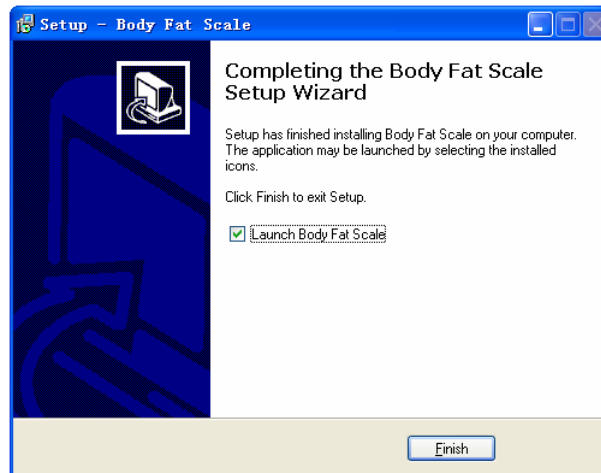 Setup - Body Fat Scale
Completing the Body Fat Scale
Setup Wizard
Setup has finished installing Body Fat Scale on your computer.
The application may be launched by selecting the installed
icons.
Click Finish to exit Setup.
Launch Body Fat Scale
Finish